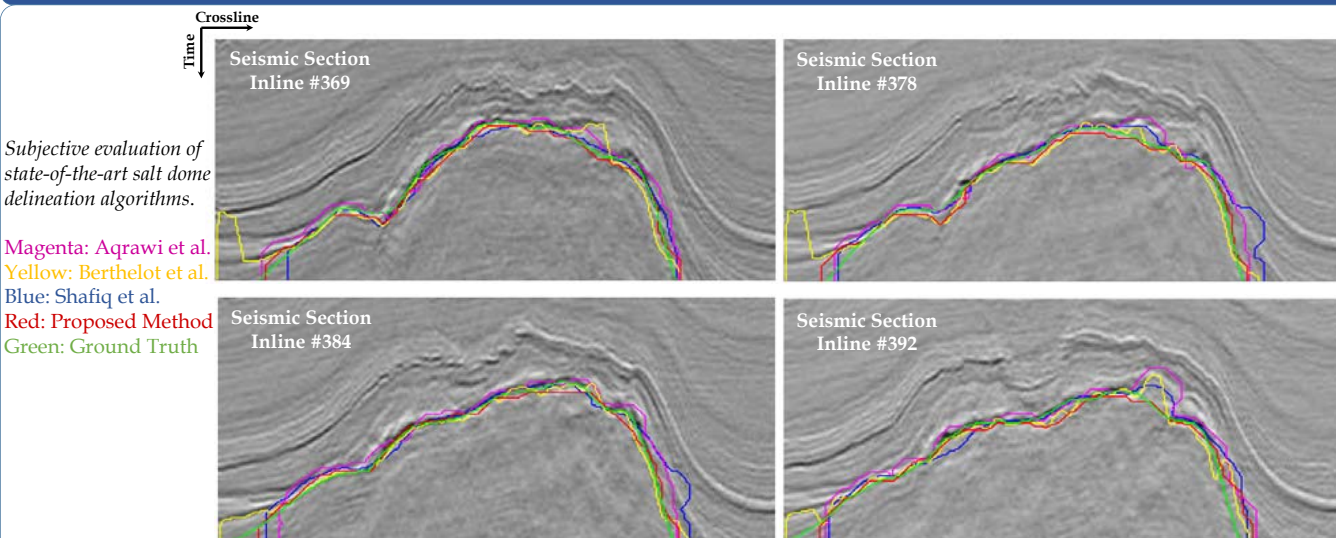 Crossline
Time
Seismic Section
Inline #369
Seismic Section
Inline #378
Subjective evaluation of
state-of-the-art salt dome
delineation algorithms.
Magenta: Aqrawi et al.
Yellow: Berthelot et al.
Blue: Shafiq et al.
Red: Proposed Method
Green: Ground Truth
Seismic Section
Inline #384
Seismic Section
Inline #392